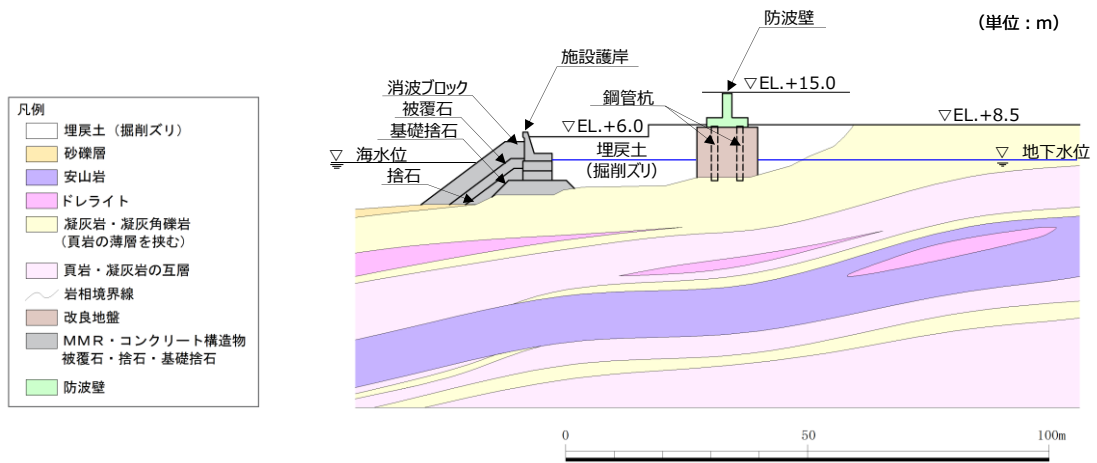 (単位:m)
防波壁
施設護岸
▽EL.+15.0
消波ブロック
鋼管杭
被覆石
▽EL.+6.0
▽EL.+8.5
基礎捨石
▽ 海水位
埋戻土
(掘削ズリ)
▽ 地下水位
捨石
凡例
埋戻土(掘削ズリ)
砂礫層
安山岩
ドレライト
凝灰岩・凝灰角礫岩
(頁岩の薄層を挟む)
頁岩・凝灰岩の互層
岩相境界線
改良地盤
MMR・コンクリート構造物
被覆石・捨石・基礎捨石
防波壁
0 50 100m